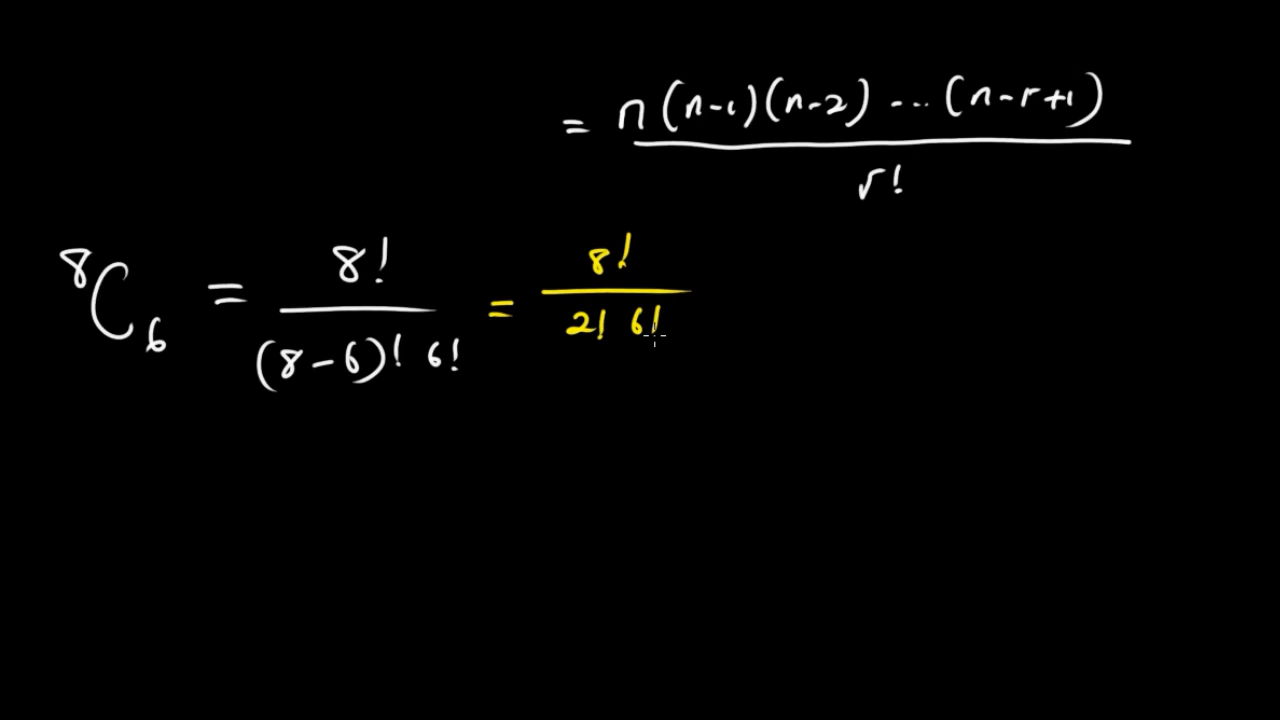 = n(n-1)(n-2) ... (n-r+1) / r!
⁸C₆ = 8! / (8-6)! 6! = 8! / 2! 6!